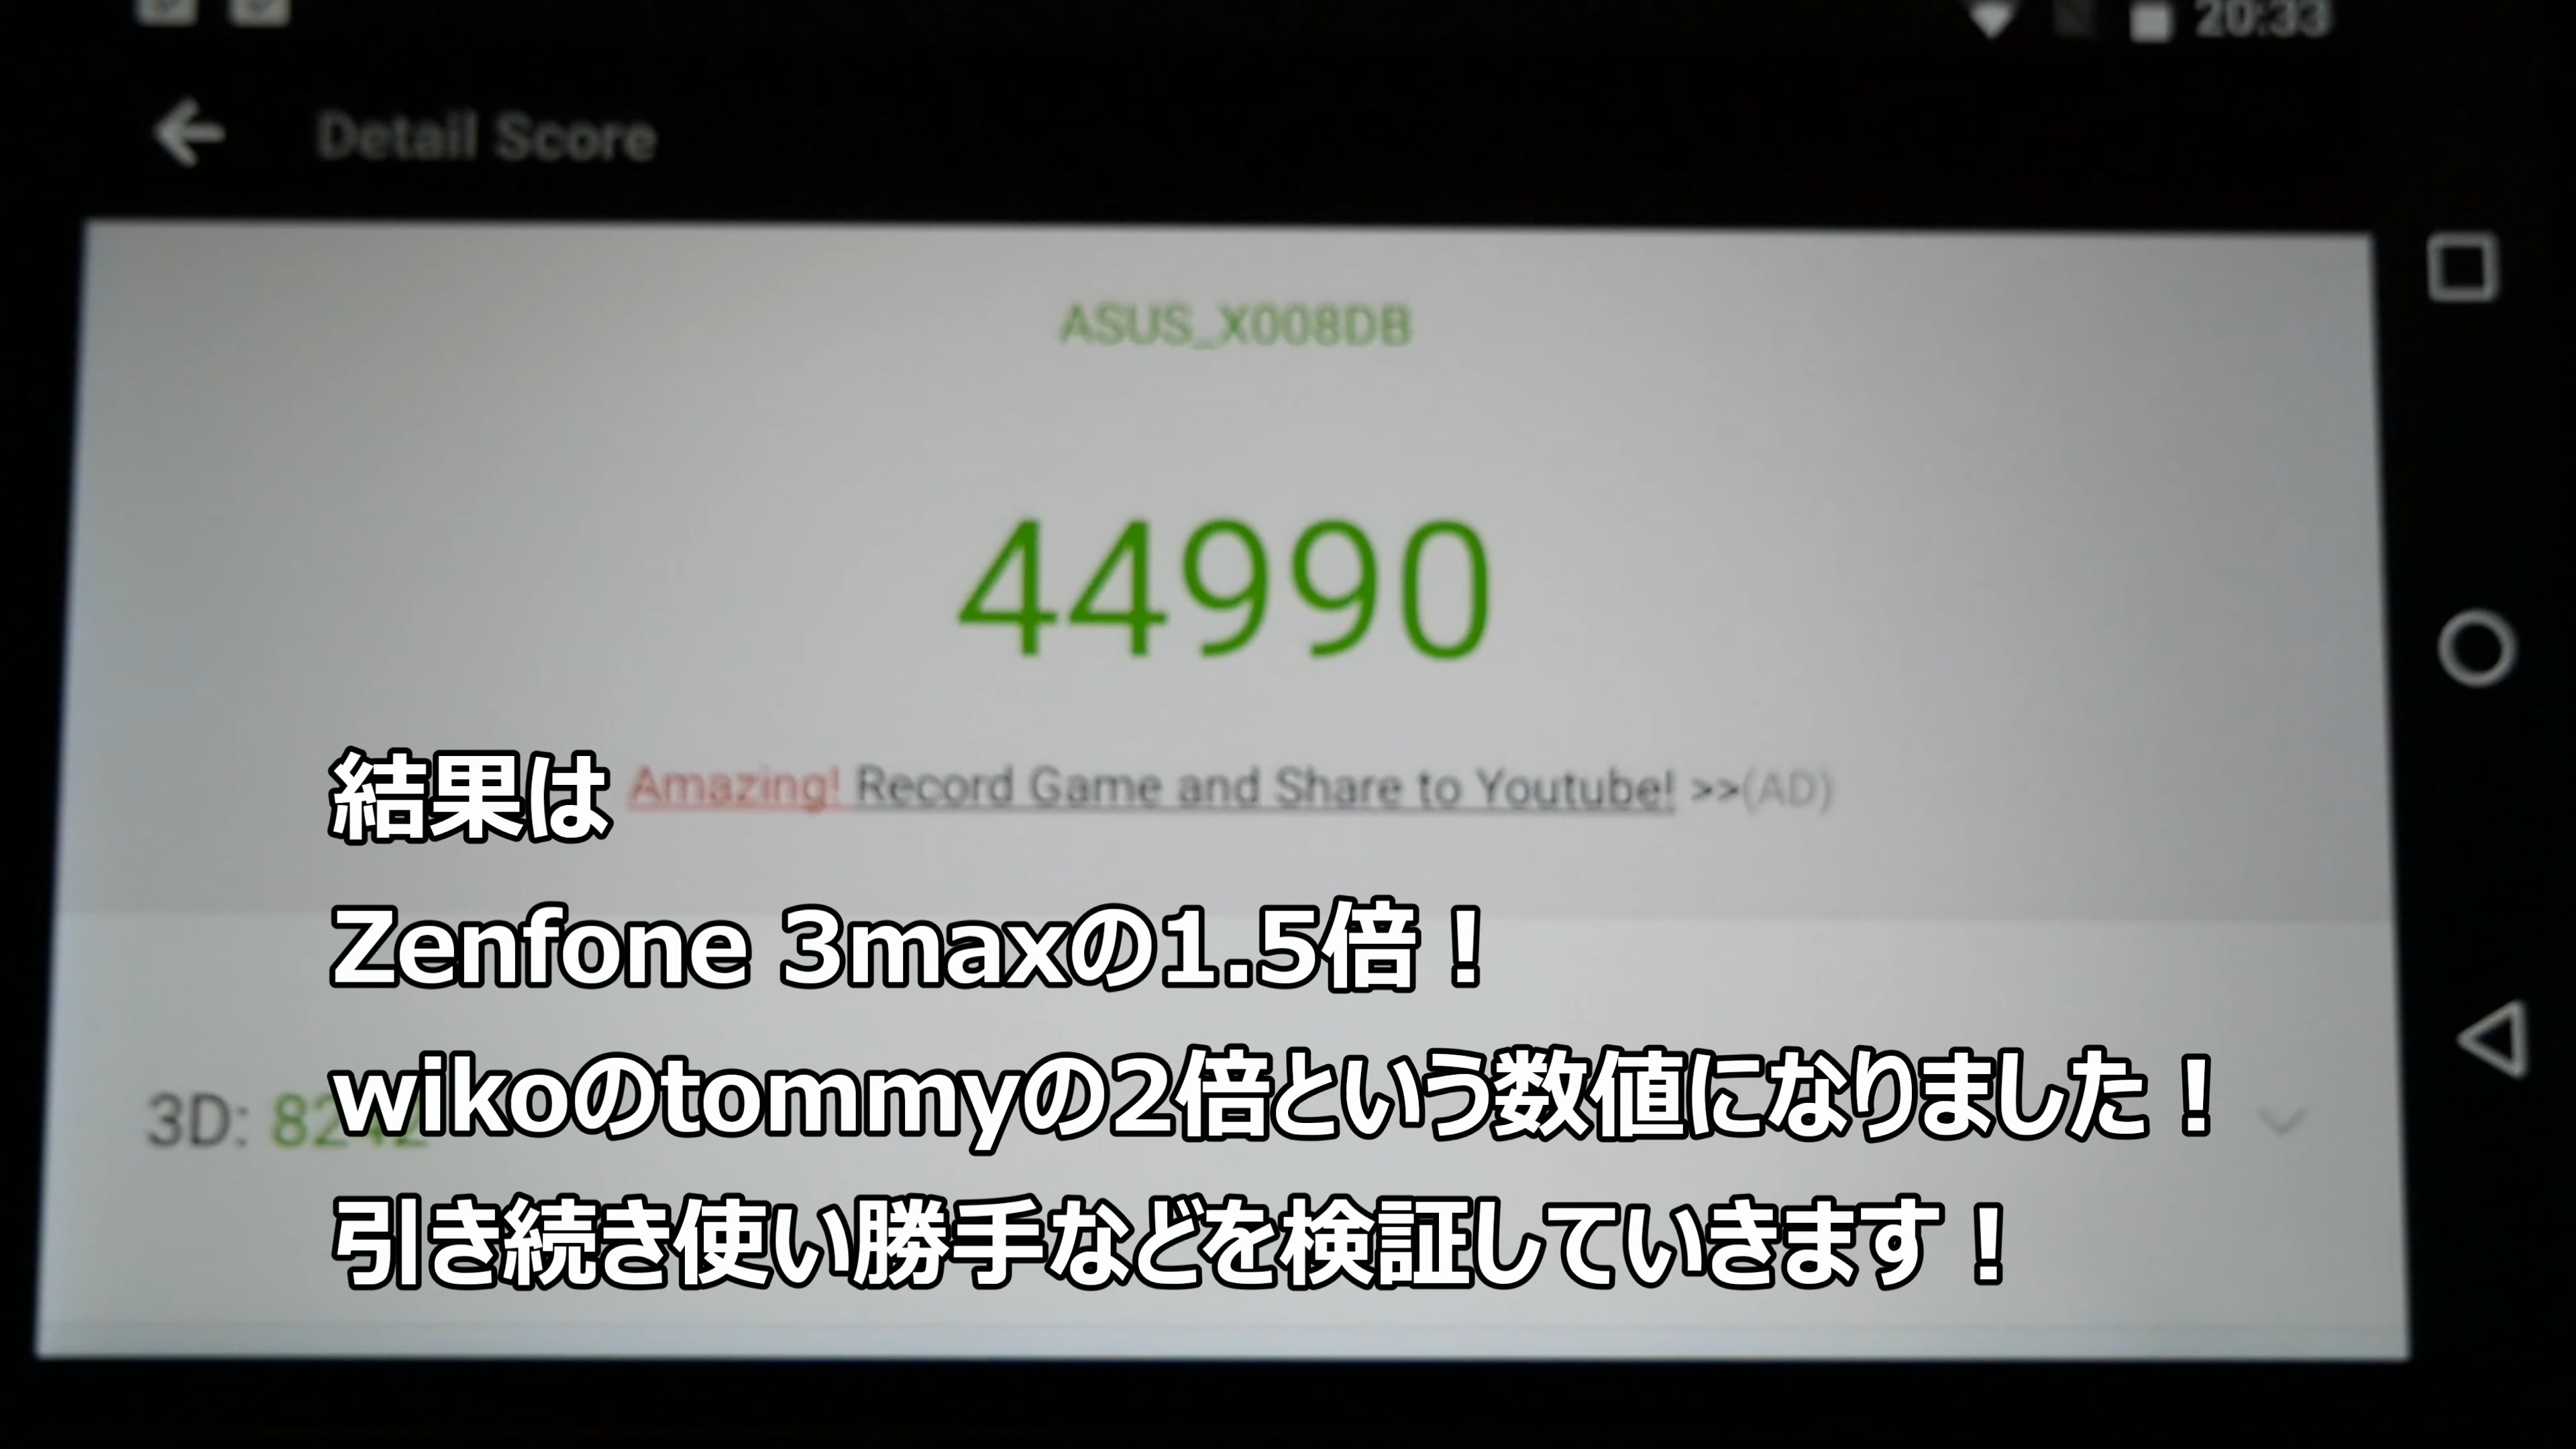 20:33
Detail Score
ASUS_X008DB
44990
Amazing! Record Game and Share to Youtube! >>(AD)
結果は
Zenfone 3maxの1.5倍！
wikoのtommyの2倍という数値になりました！
3D: 8242
引き続き使い勝手などを検証していきます！